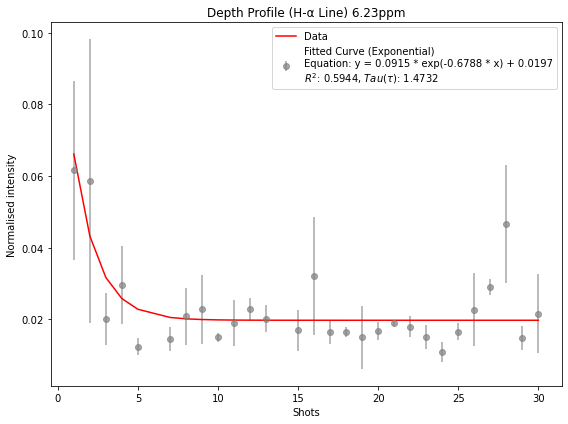 Depth Profile (H-α Line) 6.23ppm
Data
Fitted Curve (Exponential)
Equation: y = 0.0915 * exp(-0.6788 * x) + 0.0197
R²: 0.5944, Tau(τ): 1.4732
Normalised intensity
0.10
0.08
0.06
0.04
0.02
0
5
10
15
20
25
30
Shots